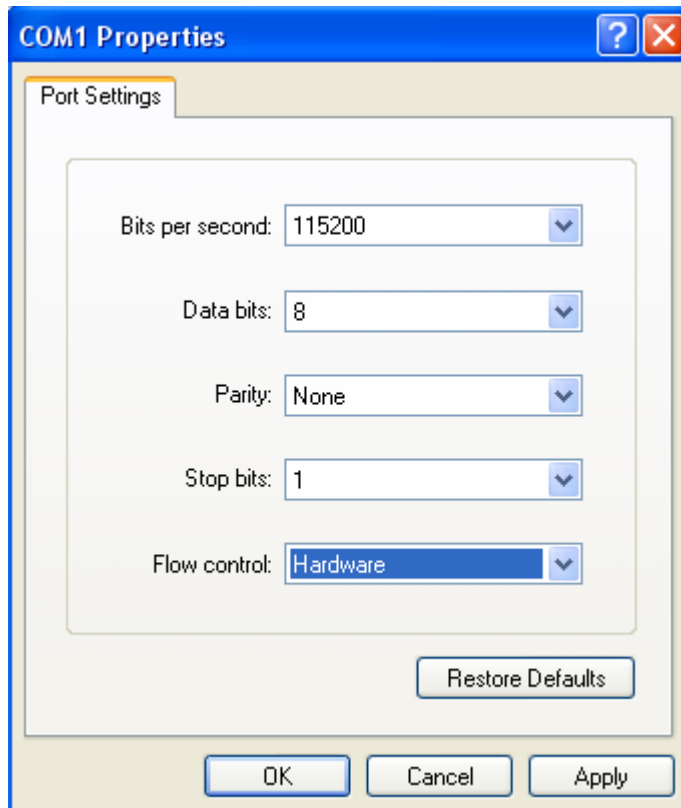 COM1 Properties
Port Settings
Bits per second: 115200
Data bits: 8
Parity: None
Stop bits: 1
Flow control: Hardware
Restore Defaults
OK Cancel Apply